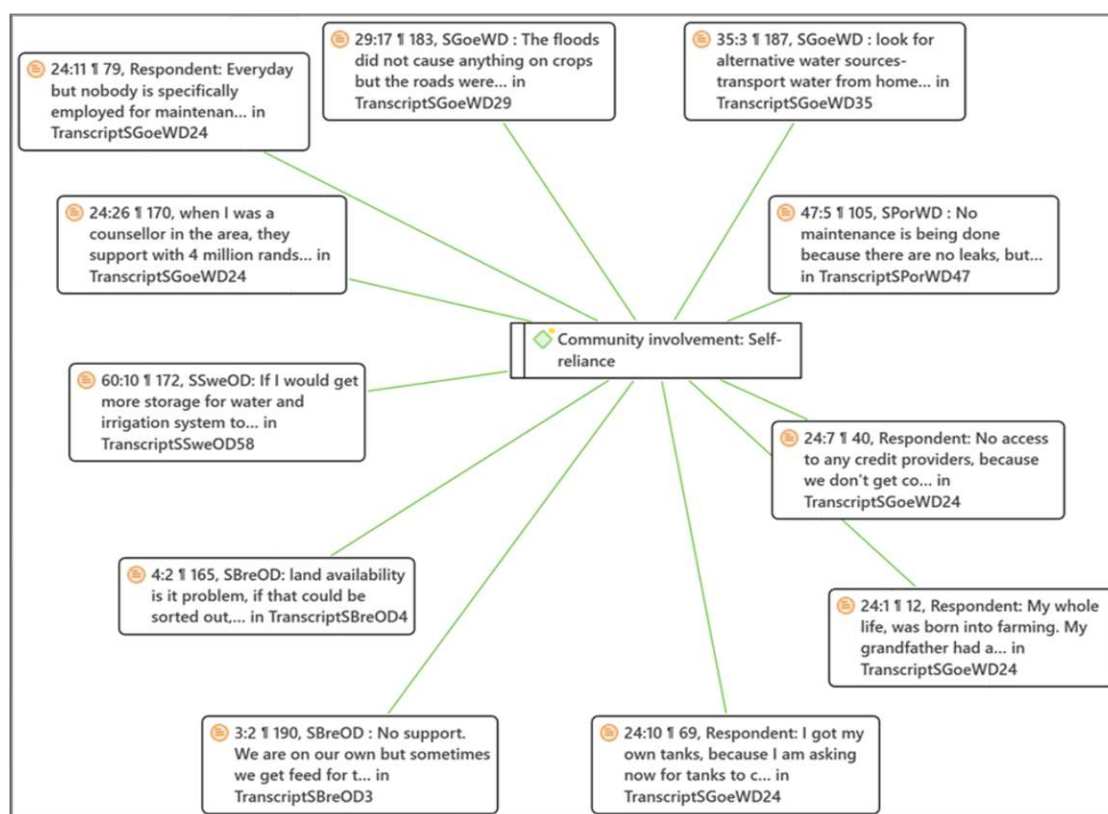 29:17 ¶ 183, SGoeWD : The floods
did not cause anything on crops
but the roads were... in
TranscriptSGoeWD29
35:3 ¶ 187, SGoeWD : look for
alternative water sources-
transport water from home... in
TranscriptSGoeWD35
24:11 ¶ 79, Respondent: Everyday
but nobody is specifically
employed for maintenan... in
TranscriptSGoeWD24
24:26 ¶ 170, when I was a
counsellor in the area, they
support with 4 million rands... in
TranscriptSGoeWD24
47:5 ¶ 105, SPorWD : No
maintenance is being done
because there are no leaks, but...
in TranscriptSPorWD47
Community involvement: Self-
reliance
60:10 ¶ 172, SSweOD: If I would get
more storage for water and
irrigation system to... in
TranscriptSSweOD58
24:7 ¶ 40, Respondent: No access
to any credit providers, because
we don't get co... in
TranscriptSGoeWD24
4:2 ¶ 165, SBreOD: land availability
is it problem, if that could be
sorted out,... in TranscriptSBreOD4
24:1 ¶ 12, Respondent: My whole
life, was born into farming. My
grandfather had a... in
TranscriptSGoeWD24
3:2 ¶ 190, SBreOD : No support.
We are on our own but sometimes
we get feed for t... in
TranscriptSBreOD3
24:10 ¶ 69, Respondent: I got my
own tanks, because I am asking
now for tanks to c... in
TranscriptSGoeWD24